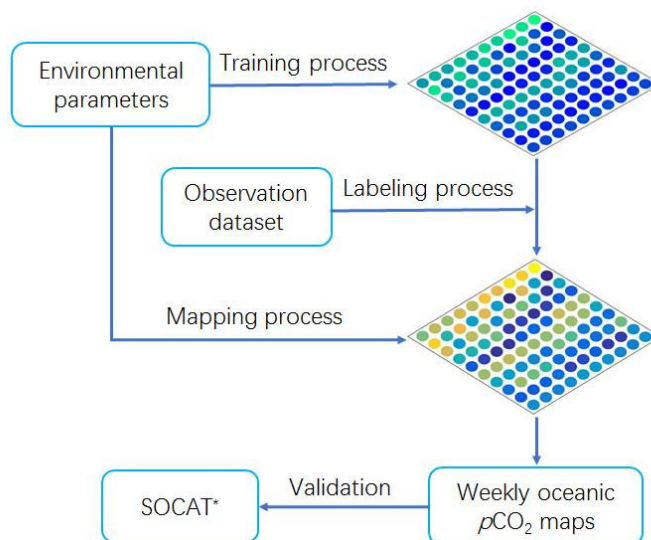 Environmental
parameters
Training process
Observation
dataset
Labeling process
Mapping process
SOCAT*
Validation
Weekly oceanic
pCO₂ maps